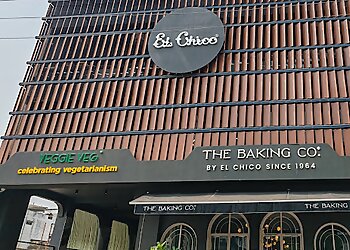 El Chico
VEGGIE VEG
celebrating vegetarianism
THE BAKING CO:
BY EL CHICO SINCE 1964
THE BAKING CO:
THE BAKING CO: